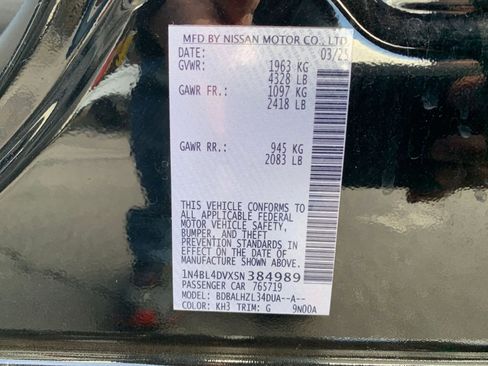 MFD BY NISSAN MOTOR CO.,LTD
DATE: 03/25
GVWR: 1963 KG
4328 LB
GAWR FR.: 1097 KG
2418 LB
GAWR RR.: 945 KG
2083 LB
THIS VEHICLE CONFORMS TO
ALL APPLICABLE FEDERAL
MOTOR VEHICLE SAFETY,
BUMPER, AND THEFT
PREVENTION STANDARDS IN
EFFECT ON THE DATE OF
MANUFACTURE SHOWN ABOVE.
1N4BL4DVXSN384989
PASSENGER CAR 765719
MODEL: BDBALHZL34DUA--A--
COLOR: KH3 TRIM: G 9N00A